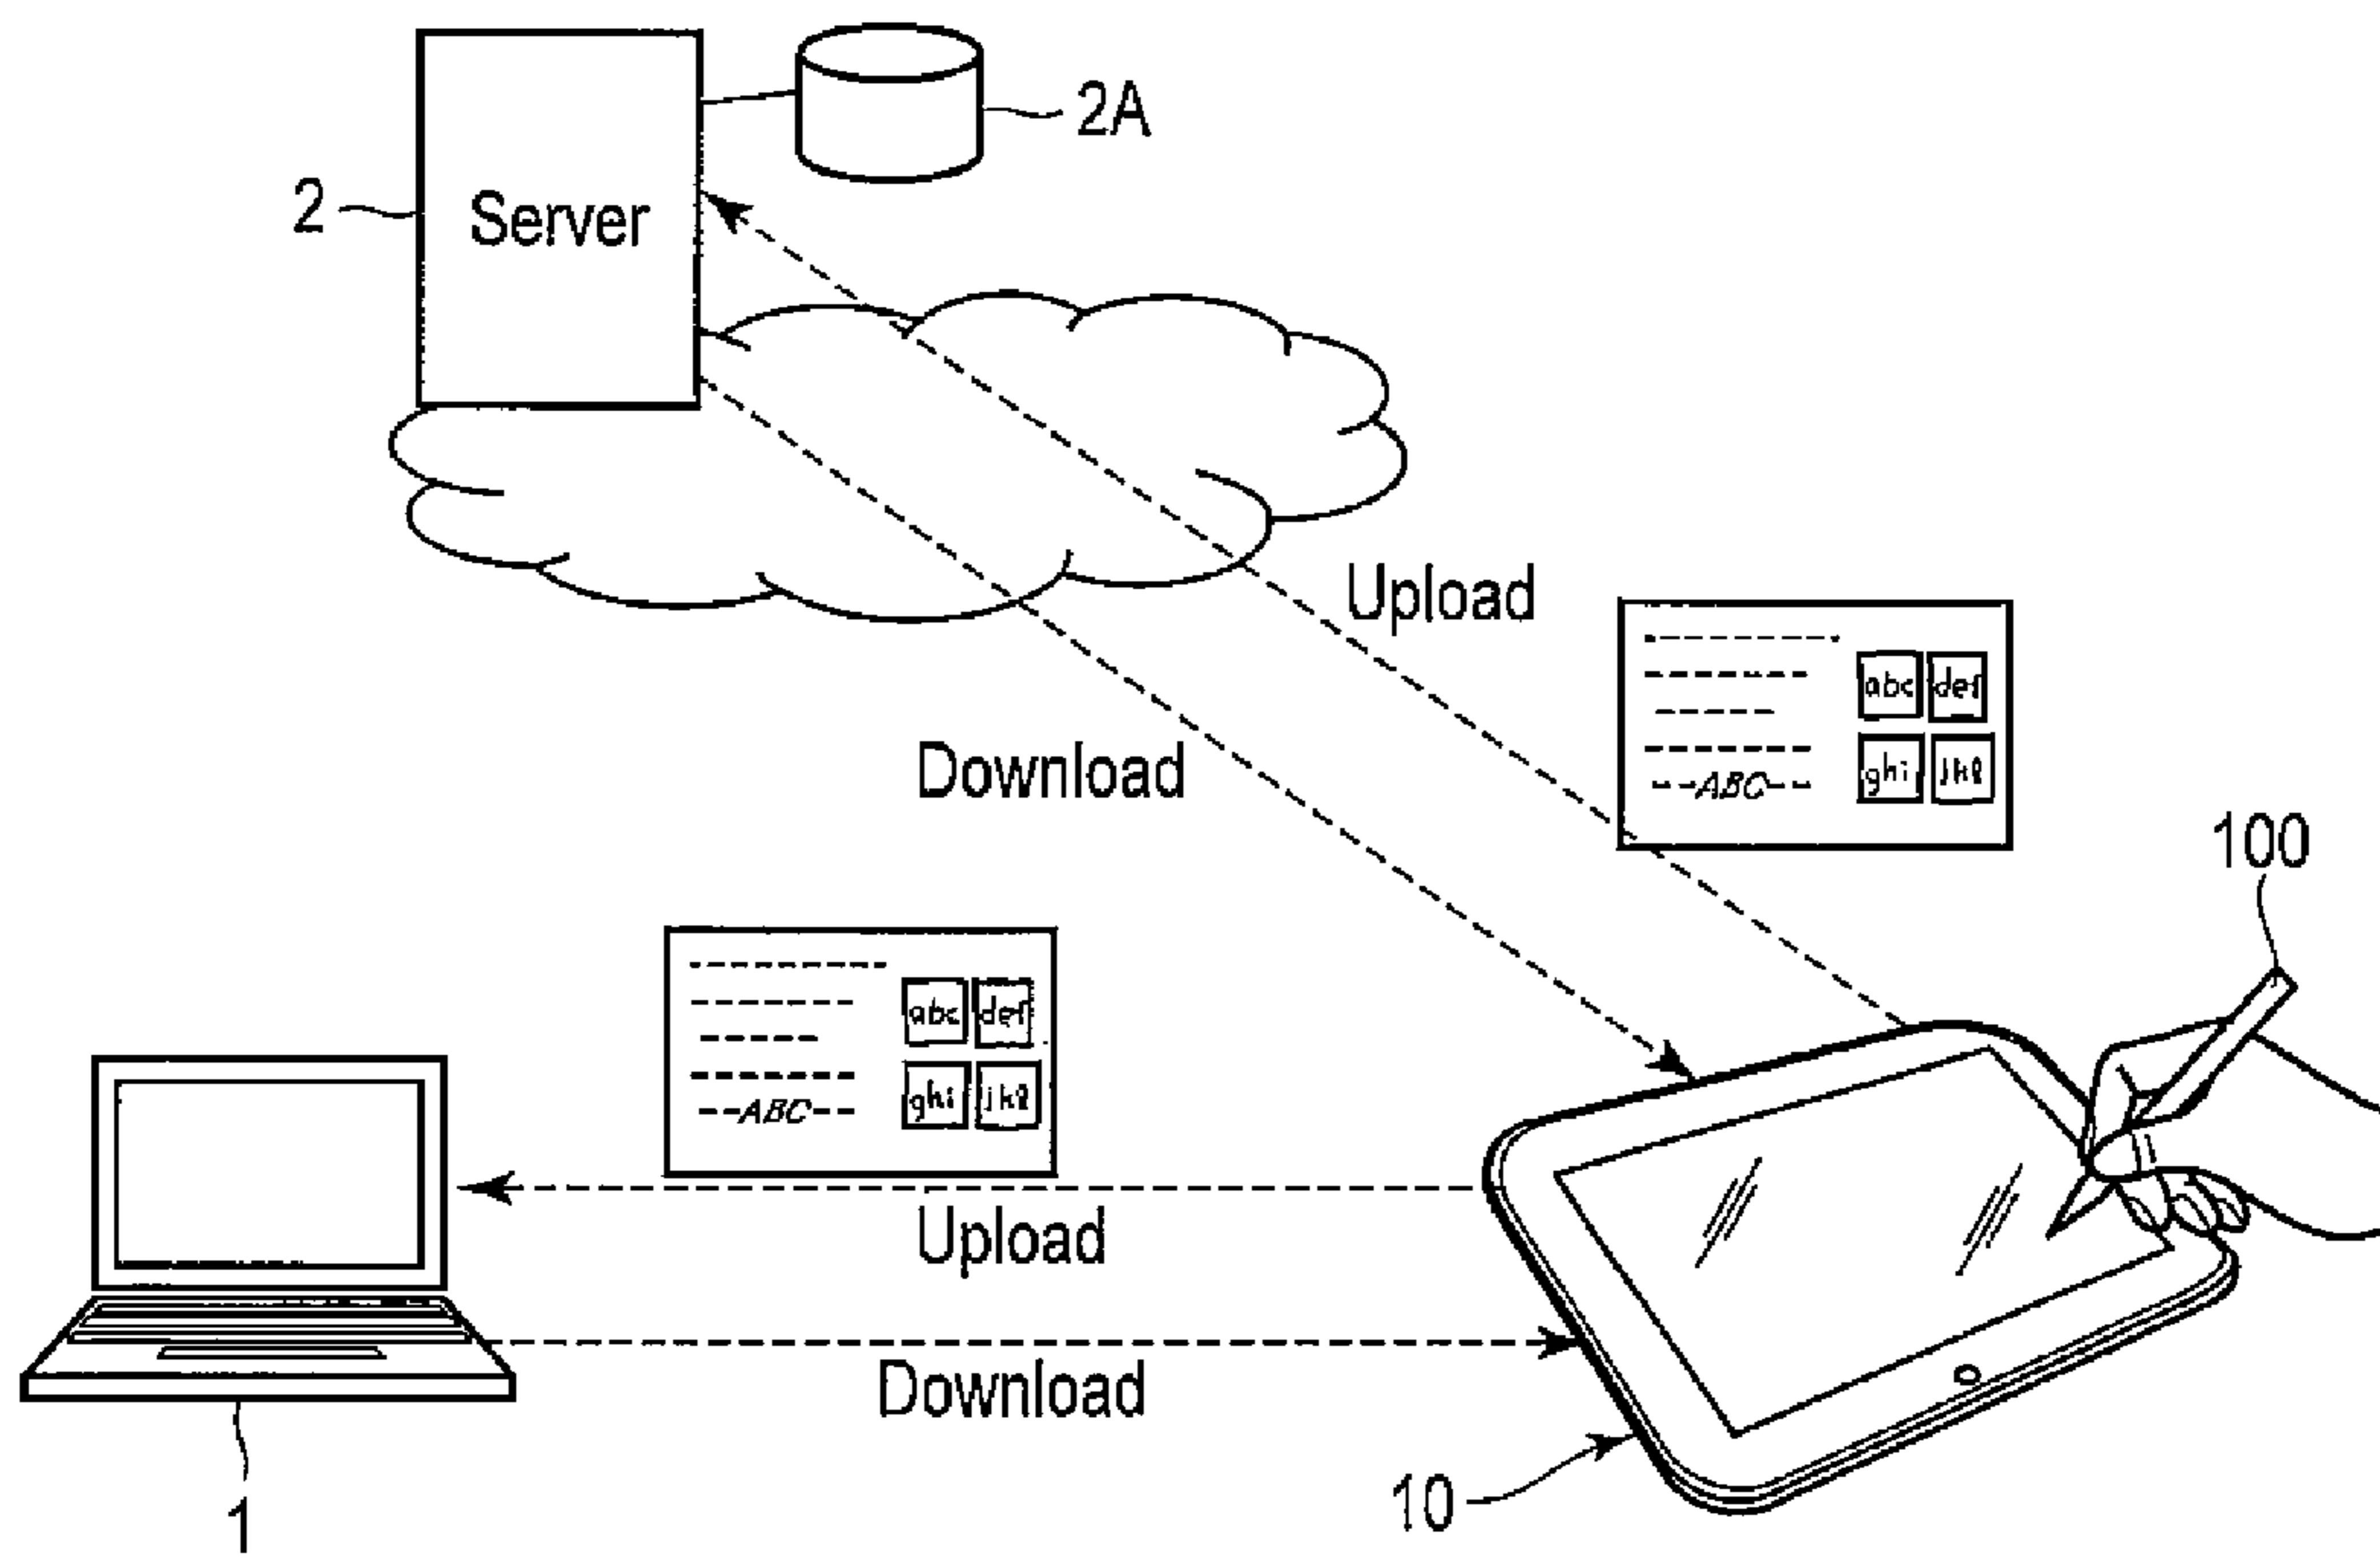 2A
2
Server
Upload
abc def
ghi jkl
ABC
Download
100
abc def
ghi jkl
ABC
Upload
Download
10
1